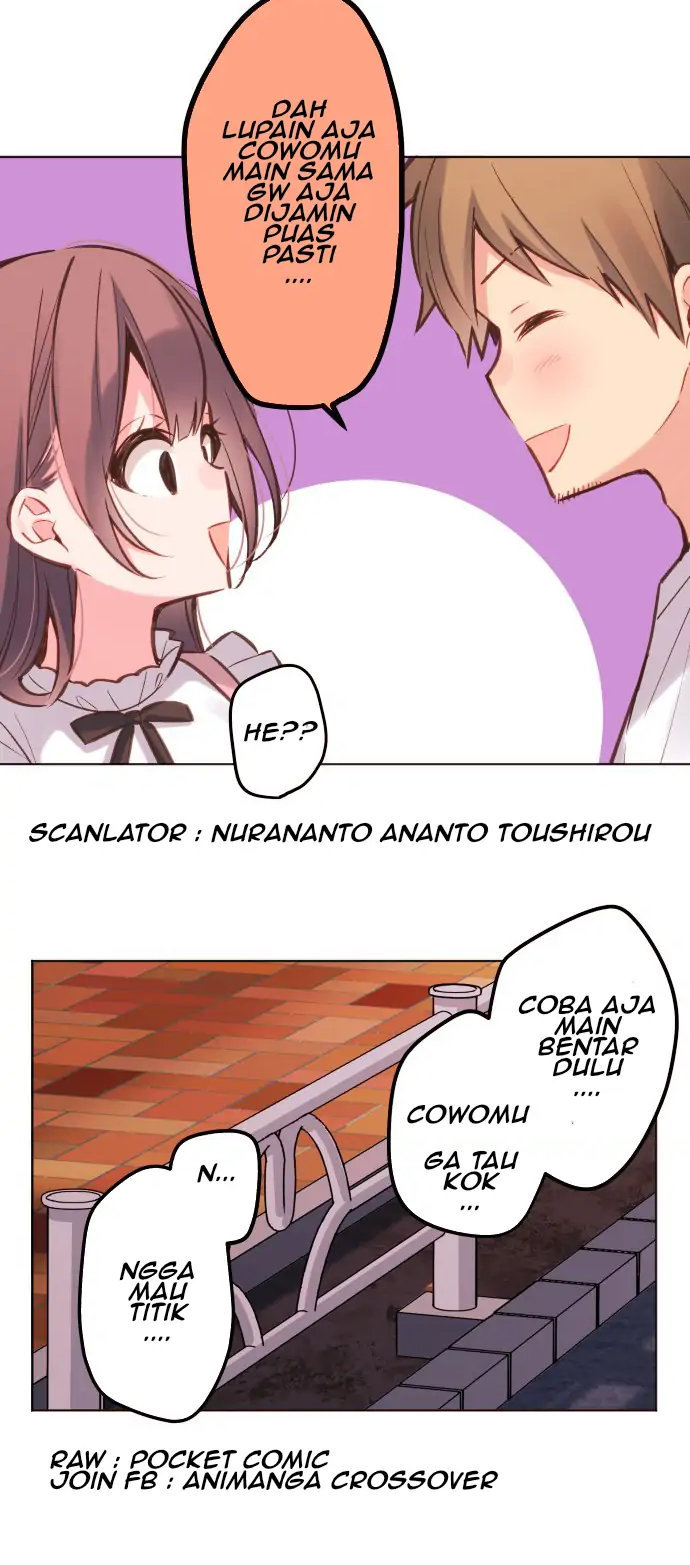 DAH
LUPAIN AJA
COWOMU
MAIN SAMA
GW AJA
DIJAMIN
PUAS
PASTI
....
HE??
SCANLATOR : NURANANTO ANANTO TOUSHIROU
COBA AJA
MAIN
BENTAR
DULU
....
COWOMU
GA TAU
KOK
...
N...
NGGA
MAU
TITIK
....
RAW : POCKET COMIC
JOIN FB : ANIMANGA CROSSOVER